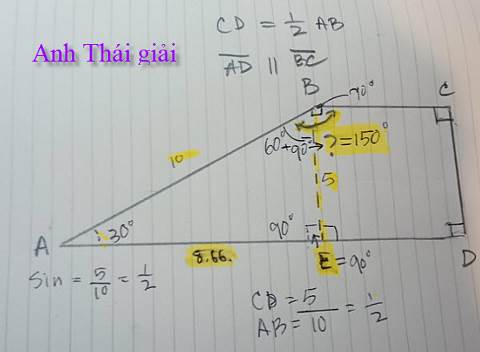 CD = 1/2 AB
Anh Thái giải
AD || BC
B
90°
C
60° + 90°
→ ? = 150°
10
5
A
30°
90°
8.66.
E = 90°
D
Sin = 5/10 = 1/2
CD = 5
AB = 10 = 1/2